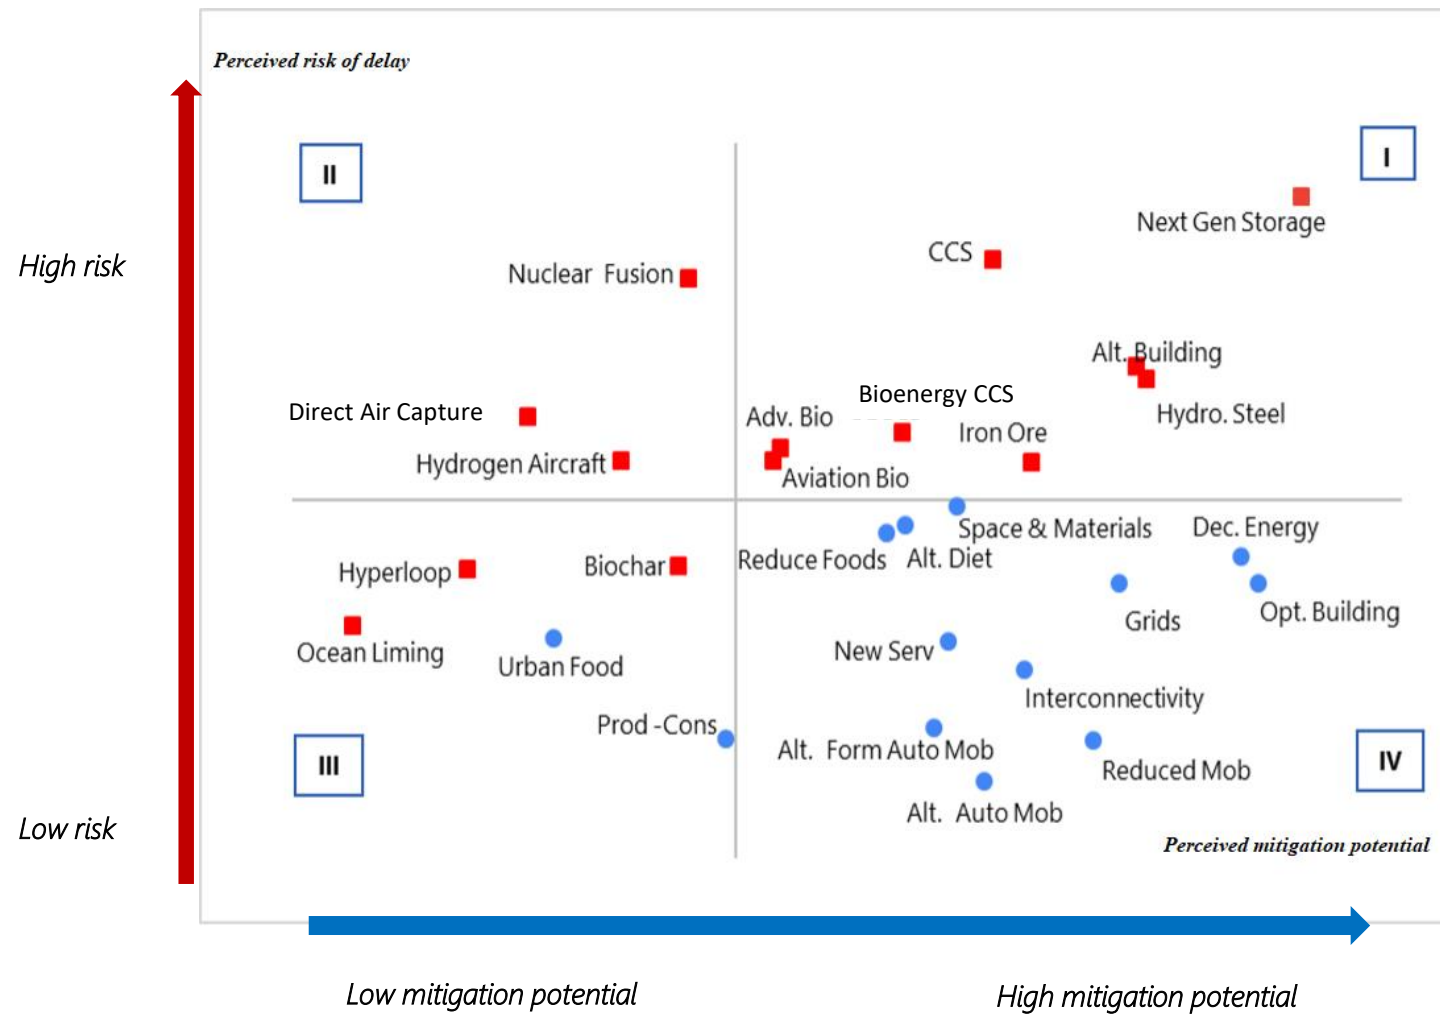 Perceived risk of delay
II
I
Next Gen Storage
CCS
High risk
Nuclear Fusion
Alt. Building
Bioenergy CCS
Direct Air Capture
Adv. Bio
Hydro. Steel
Iron Ore
Hydrogen Aircraft
Aviation Bio
Space & Materials
Dec. Energy
Reduce Foods
Alt. Diet
Hyperloop
Biochar
Opt. Building
Grids
Ocean Liming
New Serv
Urban Food
Interconnectivity
Prod -Cons
Alt. Form Auto Mob
III
IV
Reduced Mob
Alt. Auto Mob
Low risk
Perceived mitigation potential
Low mitigation potential
High mitigation potential